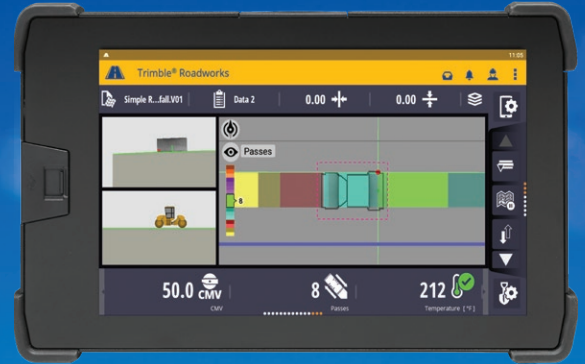 11:05
Trimble® Roadworks
Simple R...fall.V01
Data 2
0.00
0.00
Passes
8
50.0 CMV
CMV
8
Passes
212
Temperature [°F]